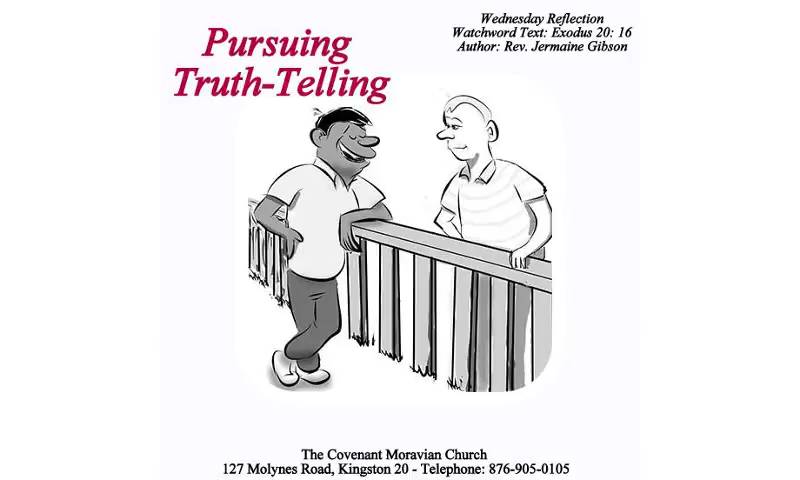 Pursuing
Truth-Telling
Wednesday Reflection
Watchword Text: Exodus 20: 16
Author: Rev. Jermaine Gibson
The Covenant Moravian Church
127 Molynes Road, Kingston 20 - Telephone: 876-905-0105